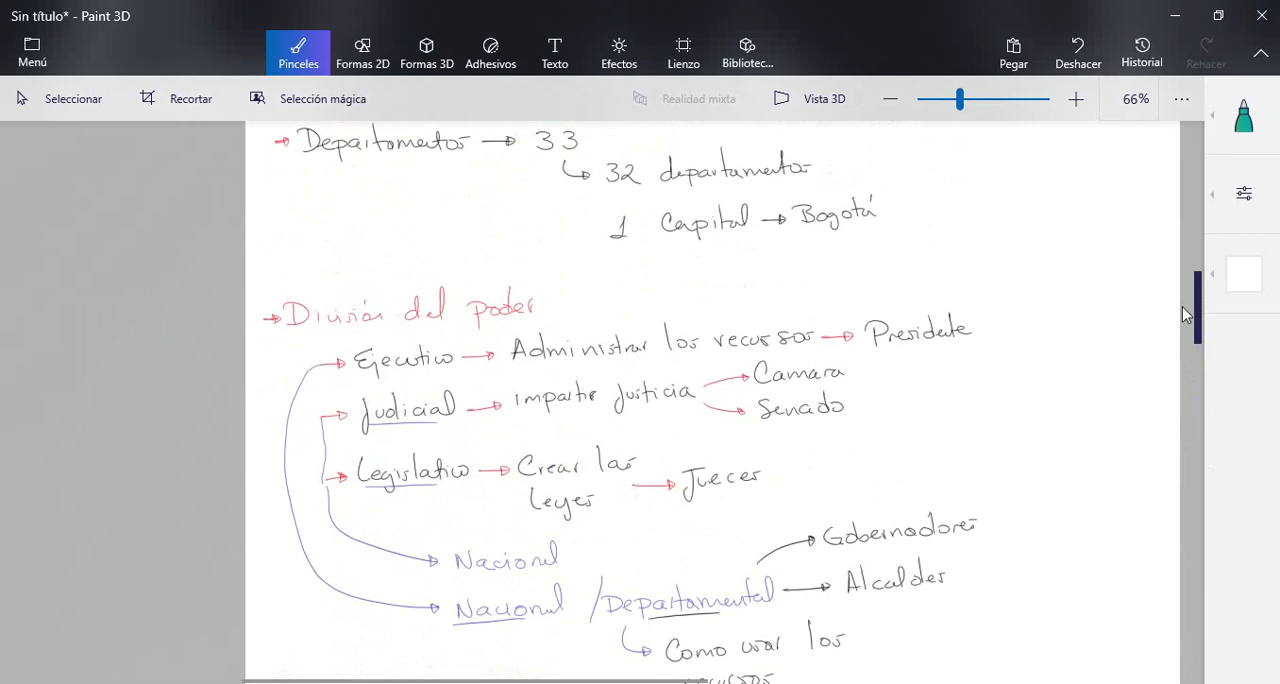 Sin título* - Paint 3D
Menú
Pinceles
Formas 2D
Formas 3D
Adhesivos
Texto
Efectos
Lienzo
Bibliotec...
Pegar
Deshacer
Historial
Rehacer
Seleccionar
Recortar
Selección mágica
Realidad mixta
Vista 3D
66%
→ Departamentos → 33
↳ 32 departamentos
1 Capital → Bogotá
→ División del poder
→ Ejecutivo → Administrar los recursos → Presidente
→ Judicial → impartir justicia → Camara
→ Senado
→ Legislativo → Crear las
leyes → Jueces
→ Nacional
→ Gobernadores
→ Nacional / Departamental → Alcaldes
↳ Como usar los
recursos